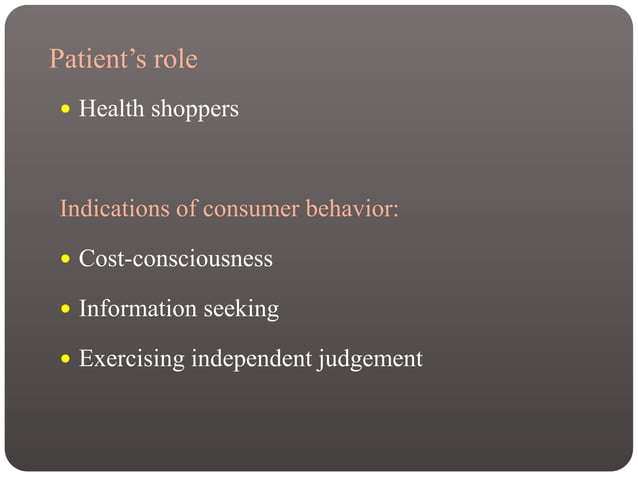 Patient’s role
• Health shoppers
Indications of consumer behavior:
• Cost-consciousness
• Information seeking
• Exercising independent judgement